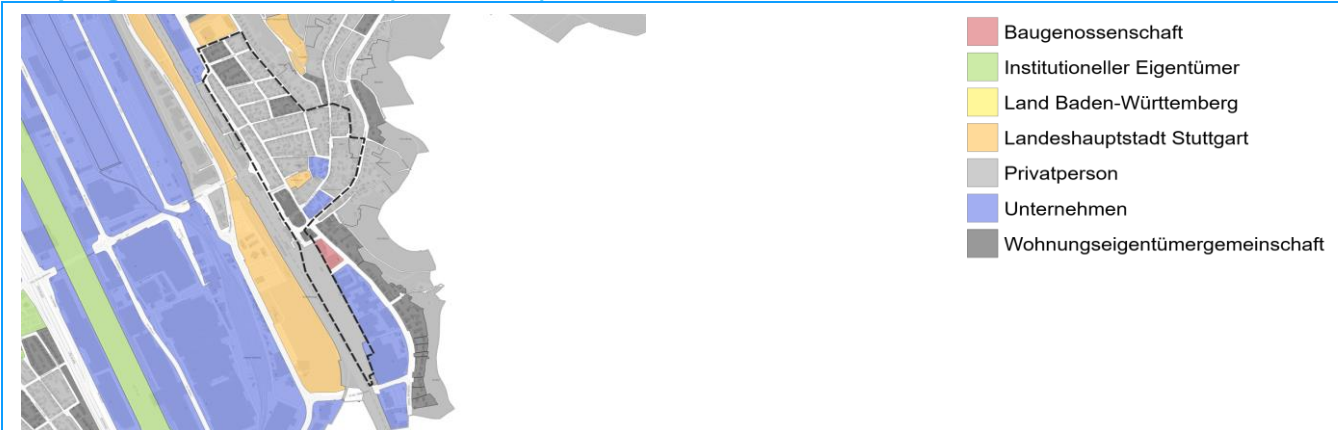 Baugenossenschaft
Institutioneller Eigentümer
Land Baden-Württemberg
Landeshauptstadt Stuttgart
Privatperson
Unternehmen
Wohnungseigentümergemeinschaft